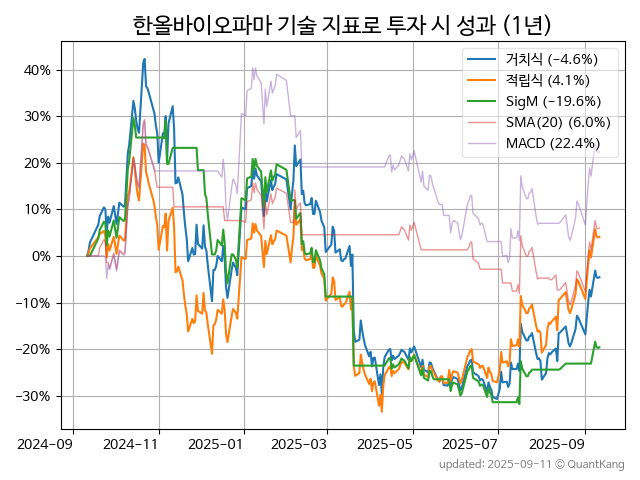 한올바이오파마 기술 지표로 투자 시 성과 (1년)
거치식 (−4.6%)
적립식 (4.1%)
SigM (−19.6%)
SMA(20) (6.0%)
MACD (22.4%)
40%
30%
20%
10%
0%
−10%
−20%
−30%
2024-09 2024-11 2025-01 2025-03 2025-05 2025-07 2025-09
updated: 2025-09-11 © QuantKang